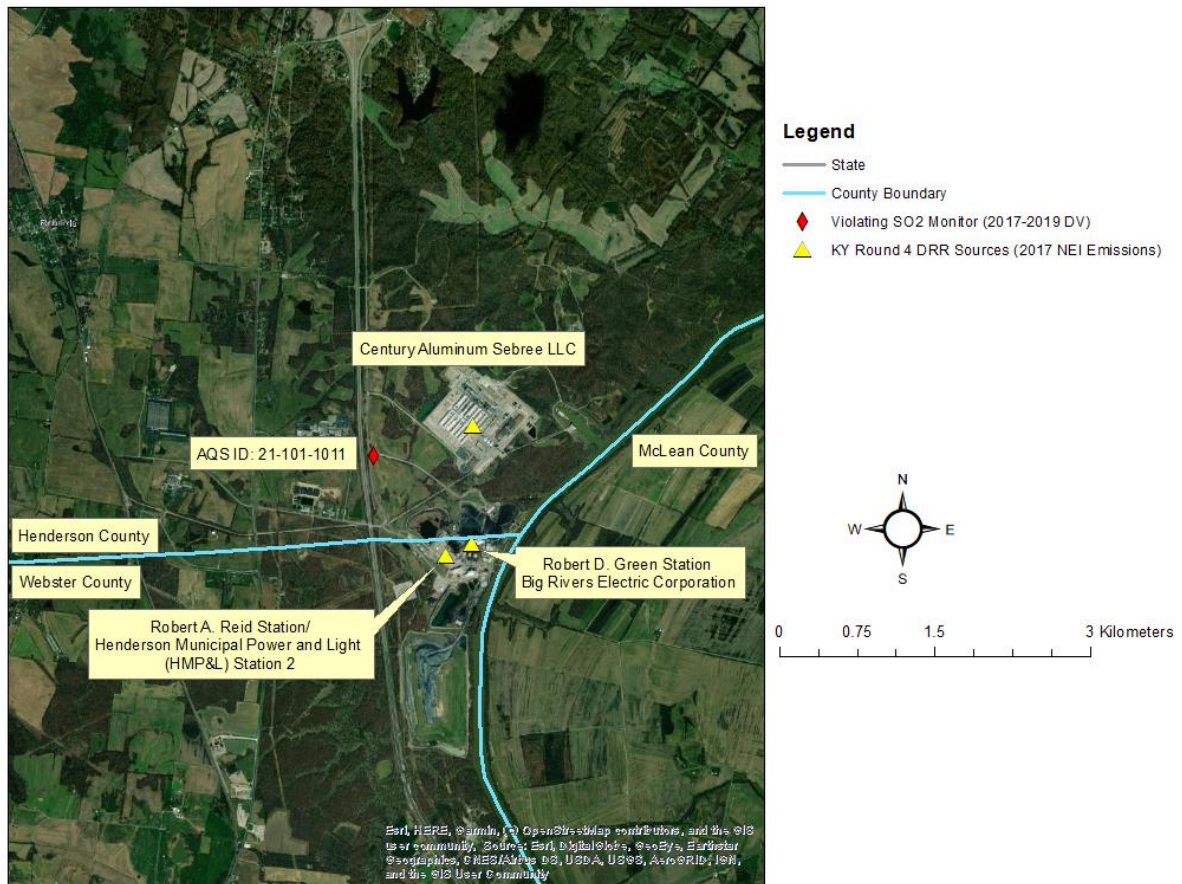 Century Aluminum Sebree LLC
AQS ID: 21-101-1011
McLean County
Henderson County
Webster County
Robert D. Green Station
Big Rivers Electric Corporation
Robert A. Reid Station/
Henderson Municipal Power and Light
(HMP&L) Station 2
Esri, HERE, Garmin, (c) OpenStreetMap contributors, and the GIS
user community, Source: Esri, DigitalGlobe, GeoEye, Earthstar
Geographics, CNES/Airbus DS, USDA, USGS, AeroGRID, IGN,
and the GIS User Community
Legend
State
County Boundary
Violating SO2 Monitor (2017-2019 DV)
KY Round 4 DRR Sources (2017 NEI Emissions)
N
W E
S
0 0.75 1.5 3 Kilometers